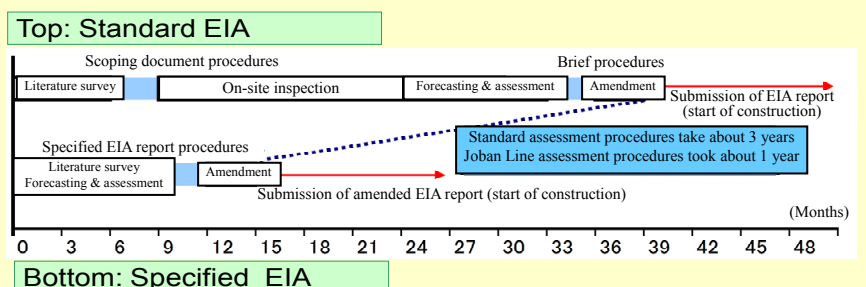 Top: Standard EIA
Scoping document procedures
Brief procedures
Literature survey
On-site inspection
Forecasting & assessment
Amendment
Submission of EIA report
(start of construction)
Standard assessment procedures take about 3 years
Joban Line assessment procedures took about 1 year
Specified EIA report procedures
Literature survey
Forecasting & assessment
Amendment
Submission of amended EIA report (start of construction)
(Months)
0 3 6 9 12 15 18 21 24 27 30 33 36 39 42 45 48
Bottom: Specified EIA